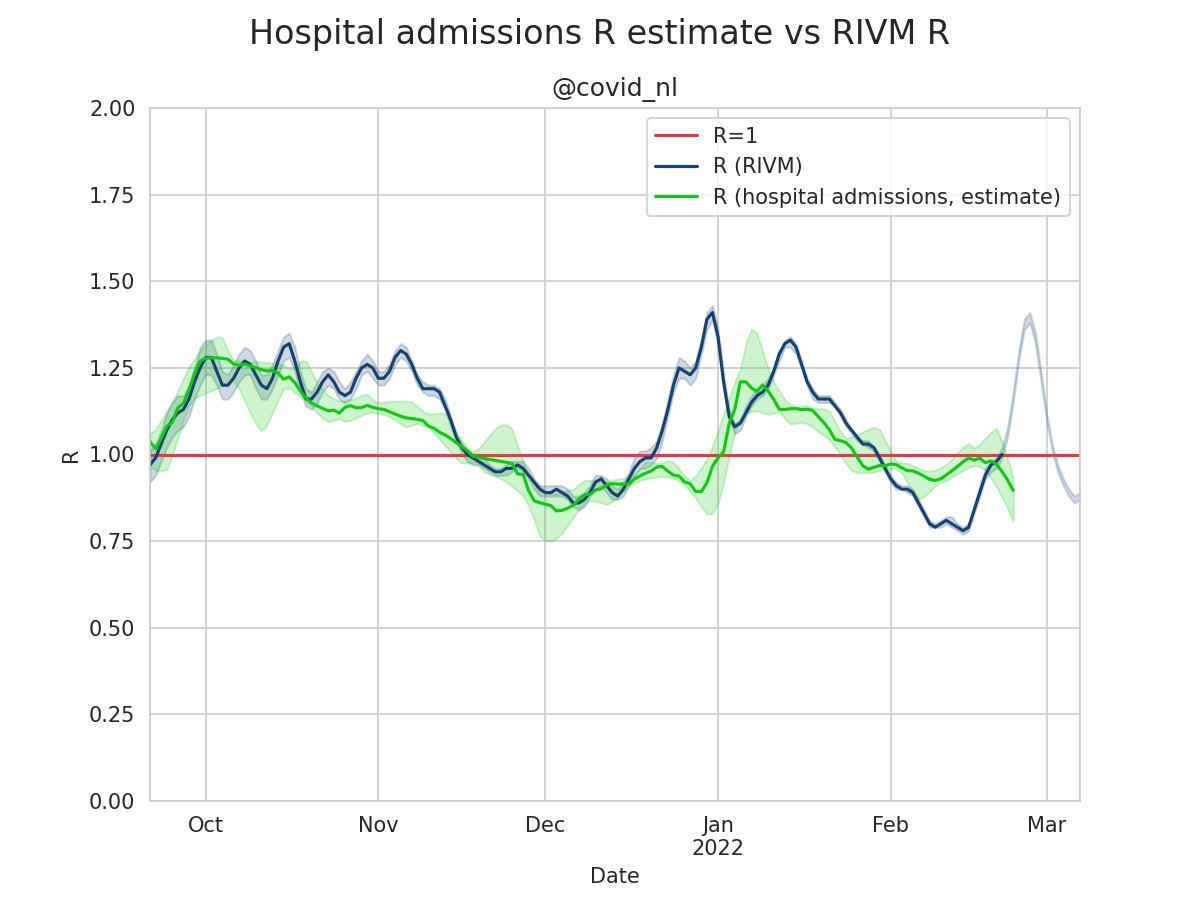 Hospital admissions R estimate vs RIVM R
@covid_nl
2.00
1.75
1.50
1.25
1.00
0.75
0.50
0.25
0.00
R
R=1
R (RIVM)
R (hospital admissions, estimate)
Oct Nov Dec Jan Feb Mar
2022
Date